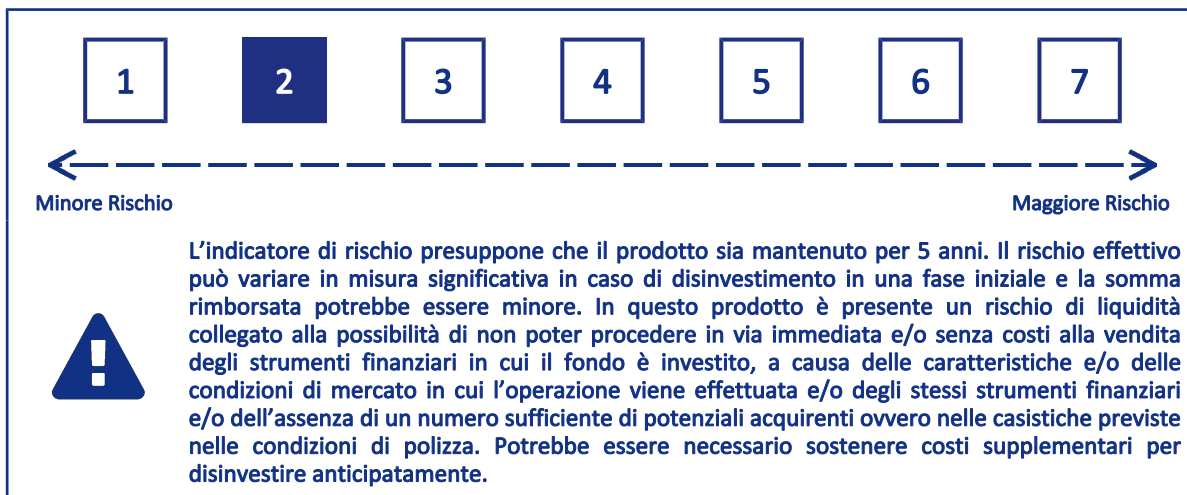 1 2 3 4 5 6 7
Minore Rischio Maggiore Rischio
L'indicatore di rischio presuppone che il prodotto sia mantenuto per 5 anni. Il rischio effettivo
può variare in misura significativa in caso di disinvestimento in una fase iniziale e la somma
rimborsata potrebbe essere minore. In questo prodotto è presente un rischio di liquidità
collegato alla possibilità di non poter procedere in via immediata e/o senza costi alla vendita
degli strumenti finanziari in cui il fondo è investito, a causa delle caratteristiche e/o delle
condizioni di mercato in cui l'operazione viene effettuata e/o degli stessi strumenti finanziari
e/o dell'assenza di un numero sufficiente di potenziali acquirenti ovvero nelle casistiche previste
nelle condizioni di polizza. Potrebbe essere necessario sostenere costi supplementari per
disinvestire anticipatamente.